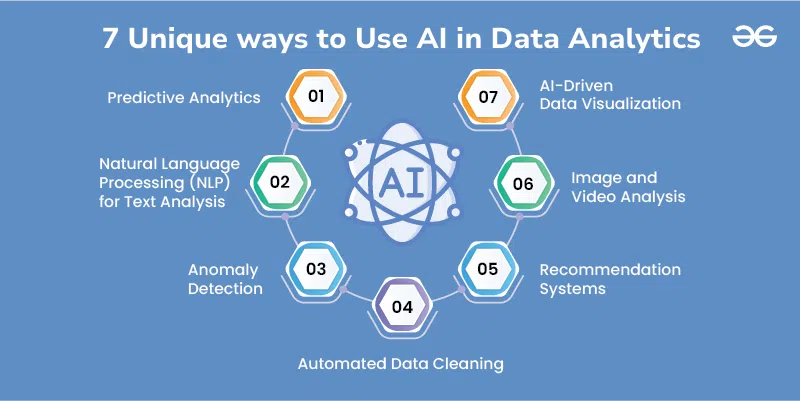 7 Unique ways to Use AI in Data Analytics
01
Predictive Analytics
02
Natural Language
Processing (NLP)
for Text Analysis
03
Anomaly
Detection
04
Automated Data Cleaning
05
Recommendation
Systems
06
Image and
Video Analysis
07
AI-Driven
Data Visualization
AI